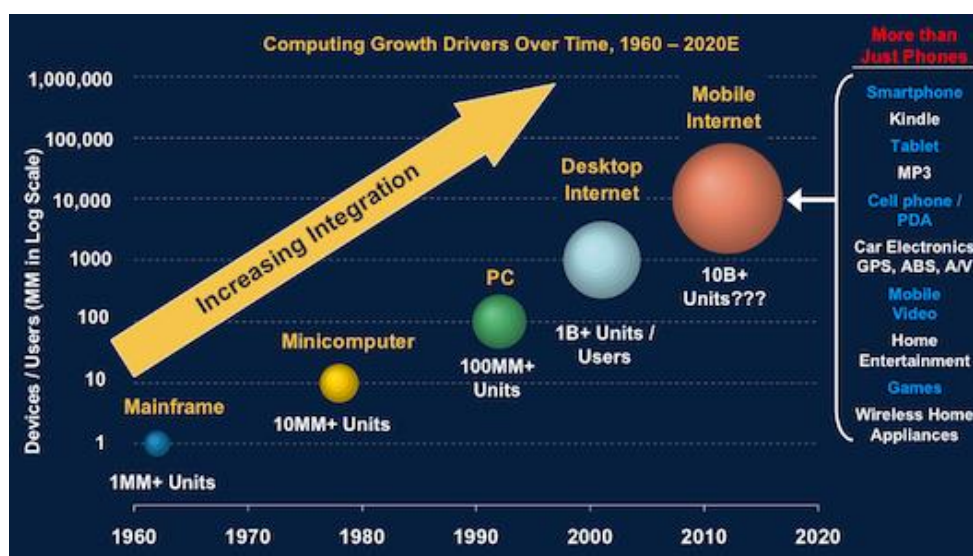 Computing Growth Drivers Over Time, 1960 – 2020E
More than
Just Phones
Devices / Users (MM in Log Scale)
1,000,000
100,000
10,000
1000
100
10
1
Increasing Integration
Mainframe
1MM+ Units
Minicomputer
10MM+ Units
PC
100MM+
Units
Desktop
Internet
1B+ Units /
Users
Mobile
Internet
10B+
Units???
Smartphone
Kindle
Tablet
MP3
Cell phone /
PDA
Car Electronics
GPS, ABS, A/V
Mobile
Video
Home
Entertainment
Games
Wireless Home
Appliances
1960
1970
1980
1990
2000
2010
2020